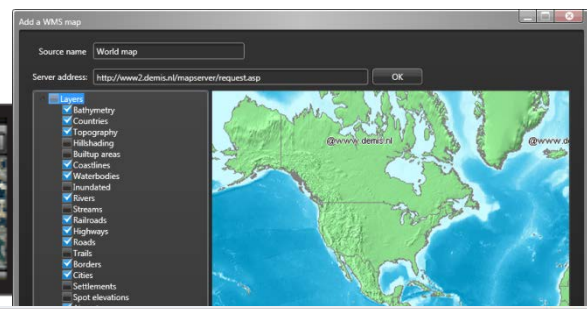 Add a WMS map
Source name World map
Server address: http://www2.demis.nl/mapserver/request.asp OK
Layers
Bathymetry
Countries
Topography
Hillshading
Builtup areas
Coastlines
Waterbodies
Inundated
Rivers
Streams
Railroads
Highways
Roads
Trails
Borders
Cities
Settlements
Spot elevations
@www.demis.nl
@www.d